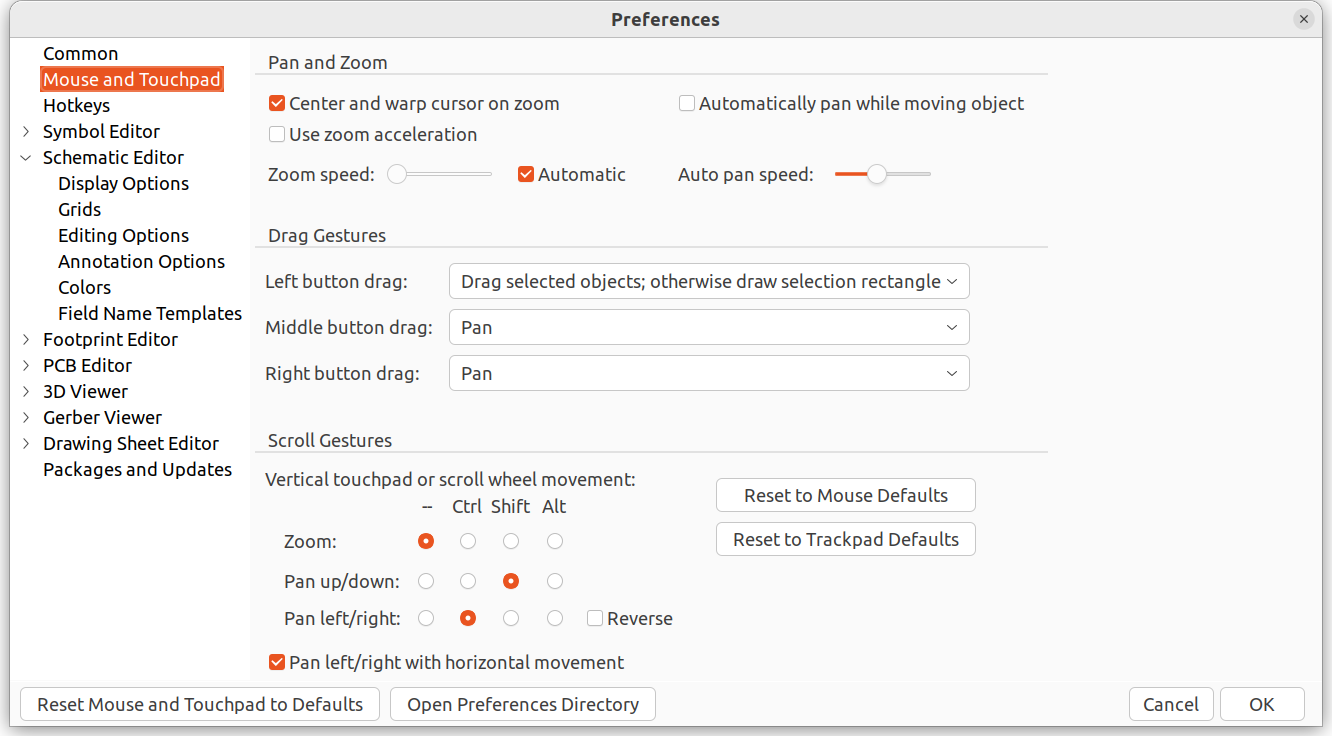 Preferences
Common
Mouse and Touchpad
Hotkeys
Symbol Editor
Schematic Editor
Display Options
Grids
Editing Options
Annotation Options
Colors
Field Name Templates
Footprint Editor
PCB Editor
3D Viewer
Gerber Viewer
Drawing Sheet Editor
Packages and Updates
Pan and Zoom
Center and warp cursor on zoom
Automatically pan while moving object
Use zoom acceleration
Zoom speed: Automatic Auto pan speed:
Drag Gestures
Left button drag: Drag selected objects; otherwise draw selection rectangle
Middle button drag: Pan
Right button drag: Pan
Scroll Gestures
Vertical touchpad or scroll wheel movement:
-- Ctrl Shift Alt
Zoom:
Pan up/down:
Pan left/right: Reverse
Pan left/right with horizontal movement
Reset to Mouse Defaults
Reset to Trackpad Defaults
Reset Mouse and Touchpad to Defaults Open Preferences Directory Cancel OK